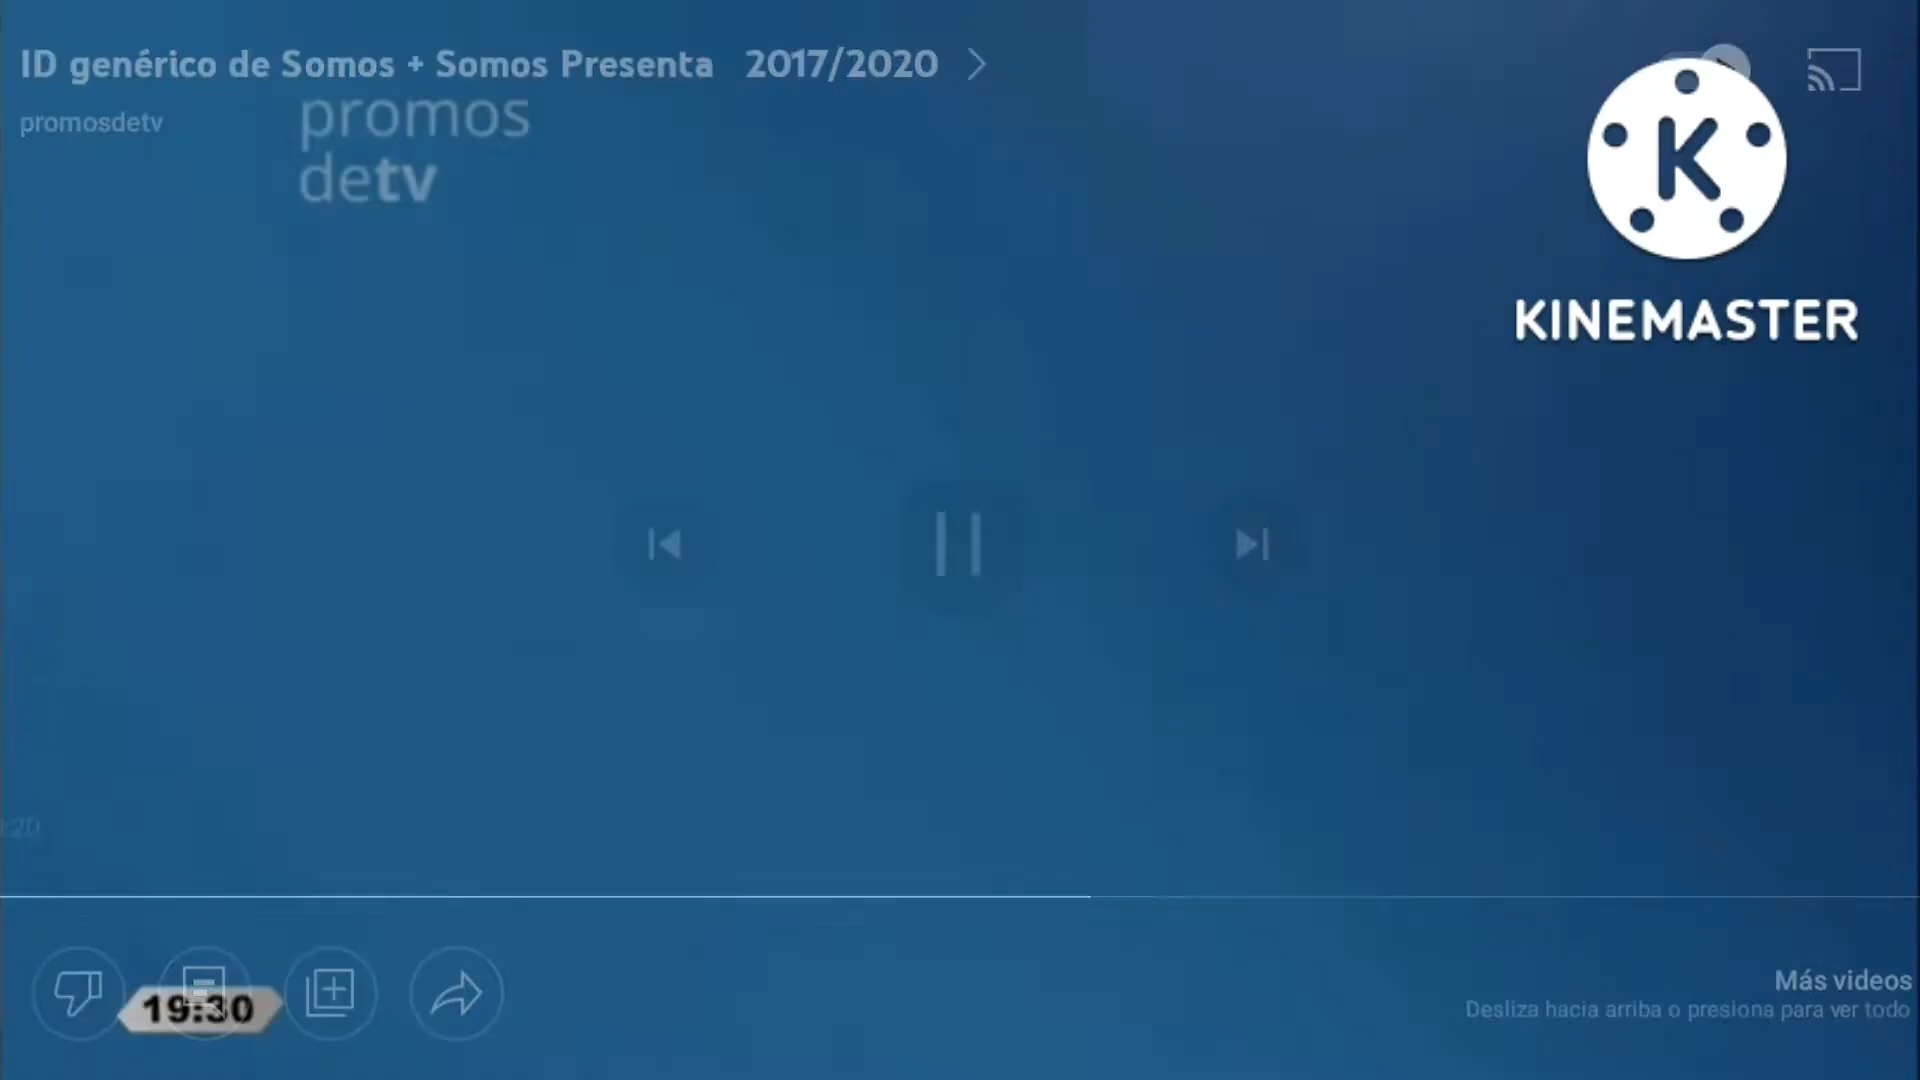 ID genérico de Somos + Somos Presenta 2017/2020
promosdetv
promos
detv
K
KINEMASTER
:20
19:30
Más videos
Desliza hacia arriba o presiona para ver todo